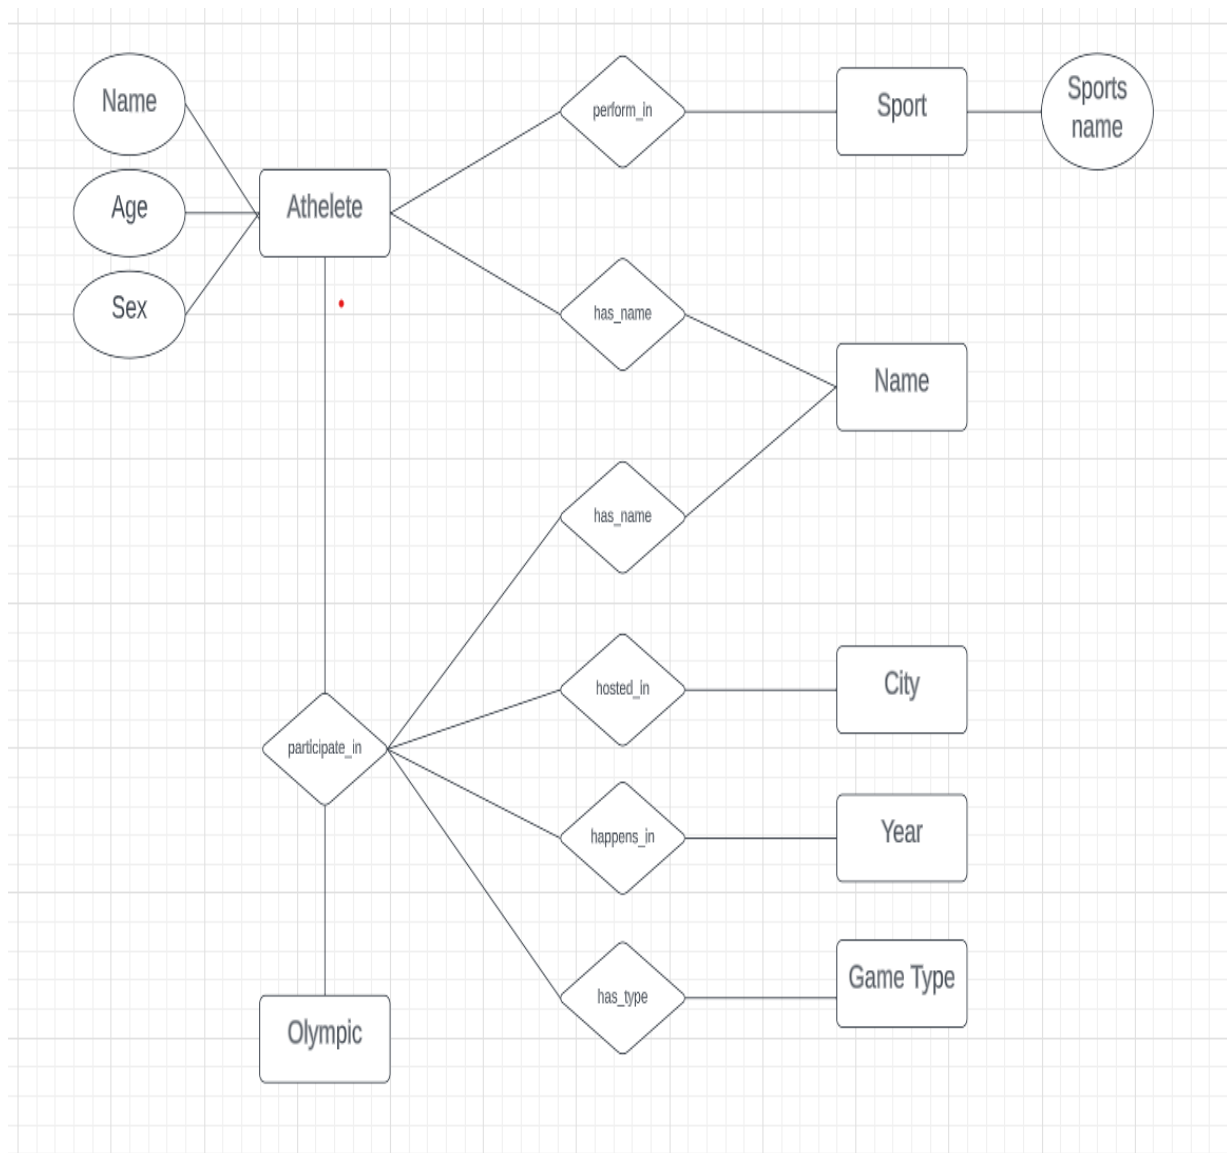 Name
Age
Sex
Athelete
perform_in
Sport
Sports
name
has_name
Name
has_name
hosted_in
City
participate_in
happens_in
Year
has_type
Game Type
Olympic